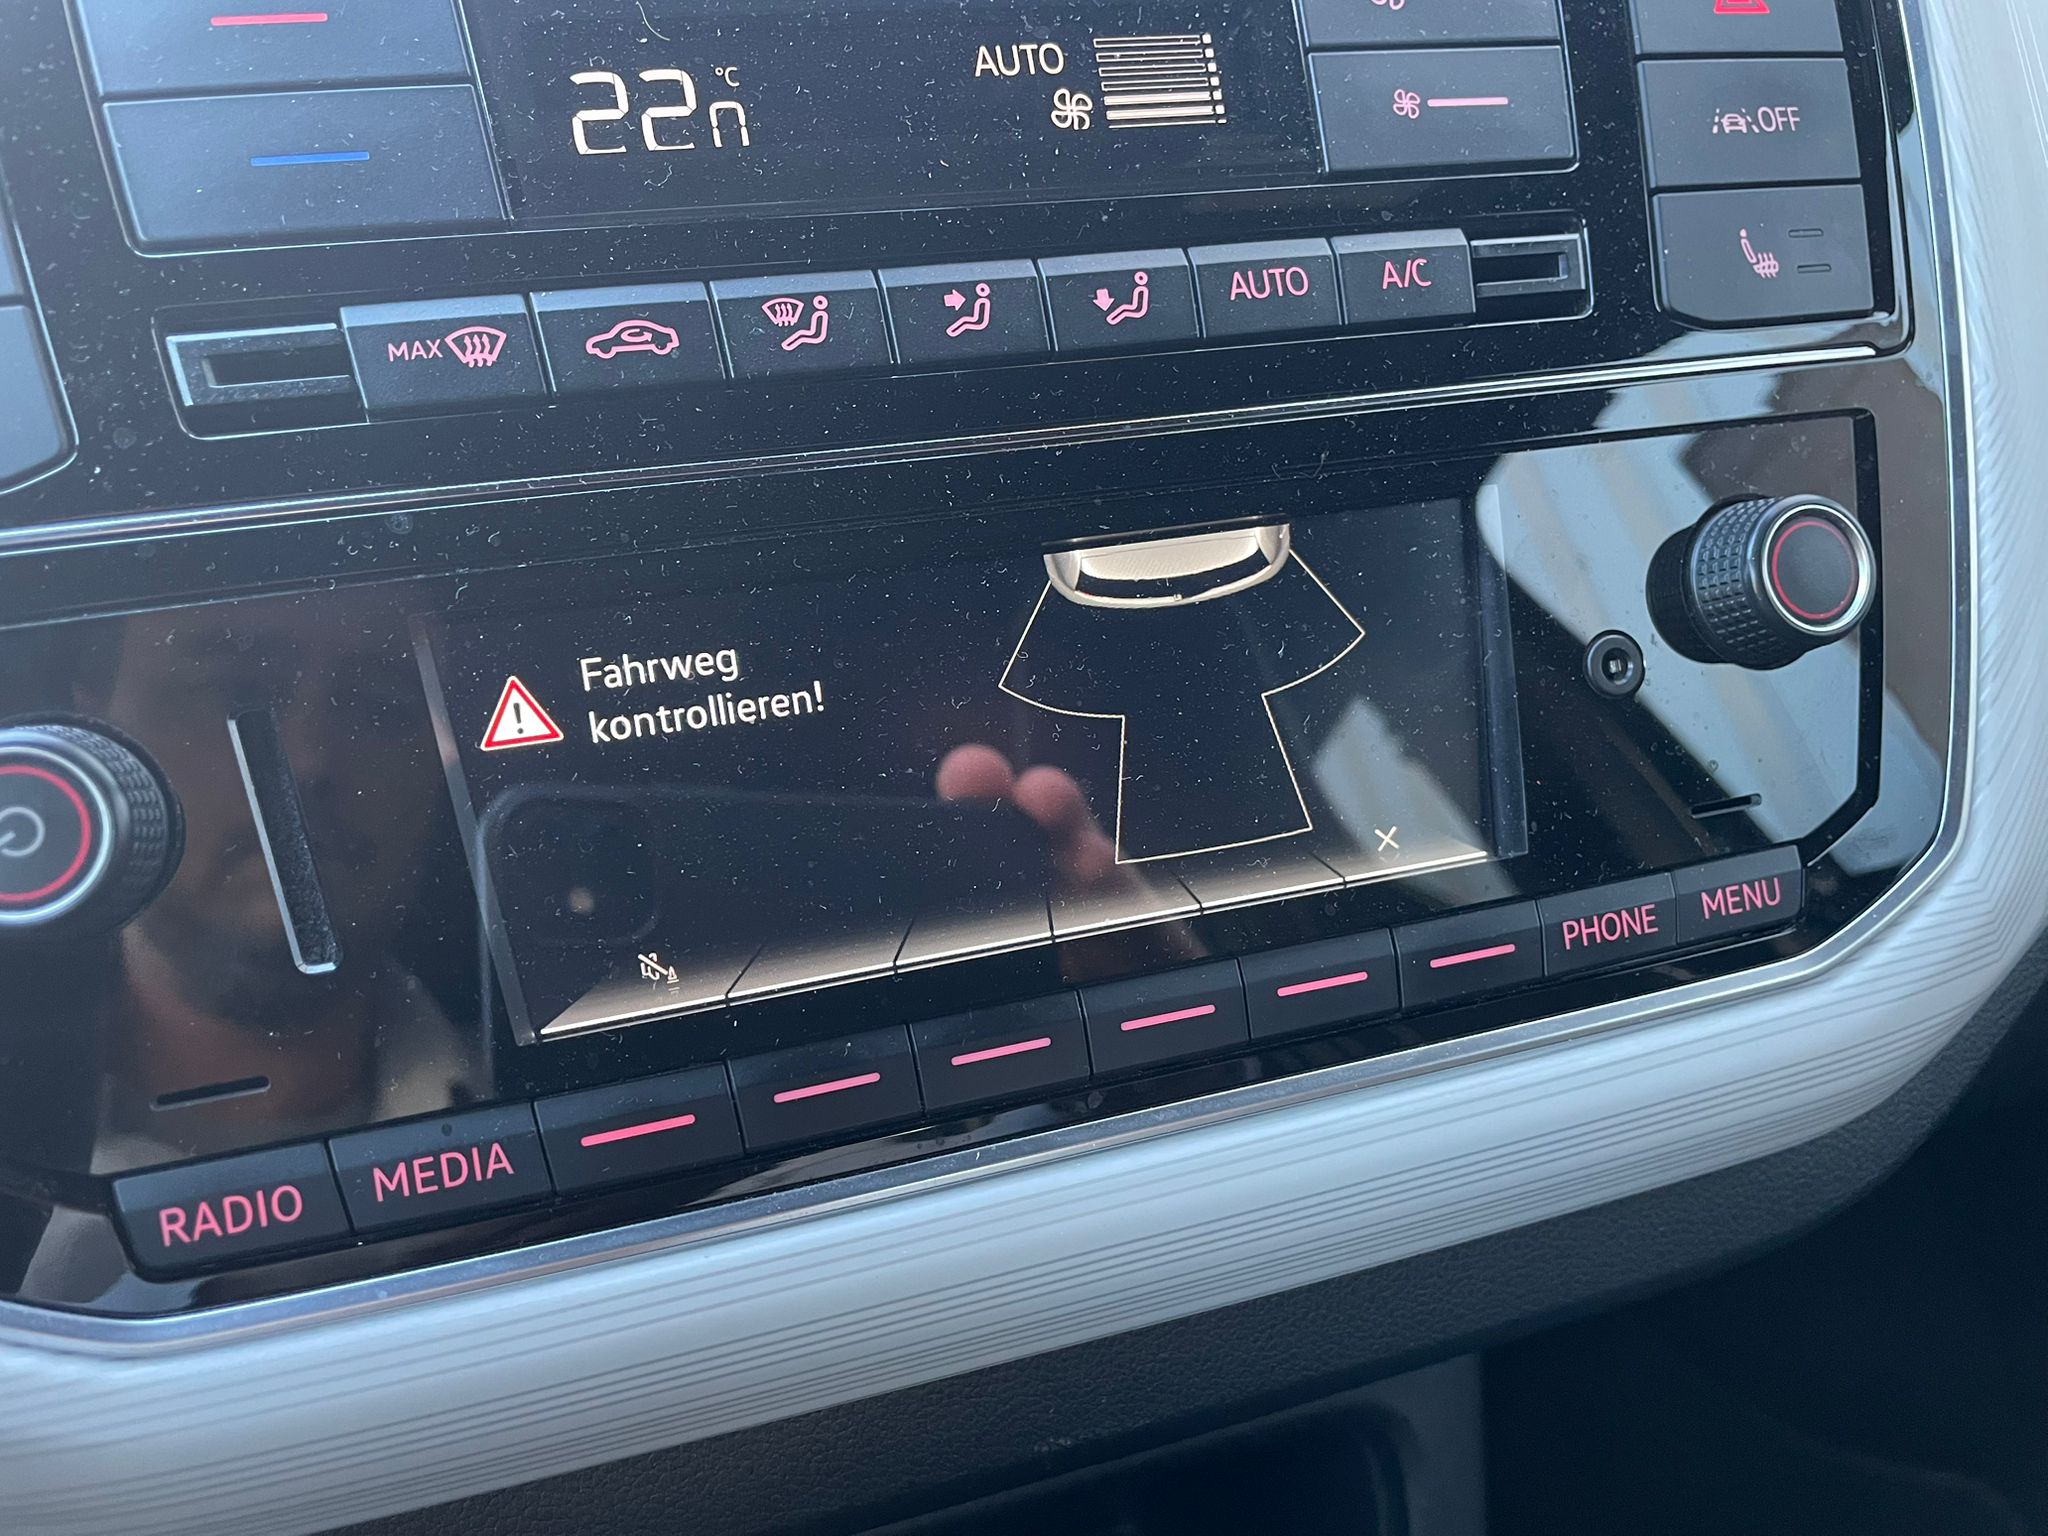 22 °C
AUTO
OFF
MAX
AUTO
A/C
Fahrweg
kontrollieren!
RADIO
MEDIA
PHONE
MENU